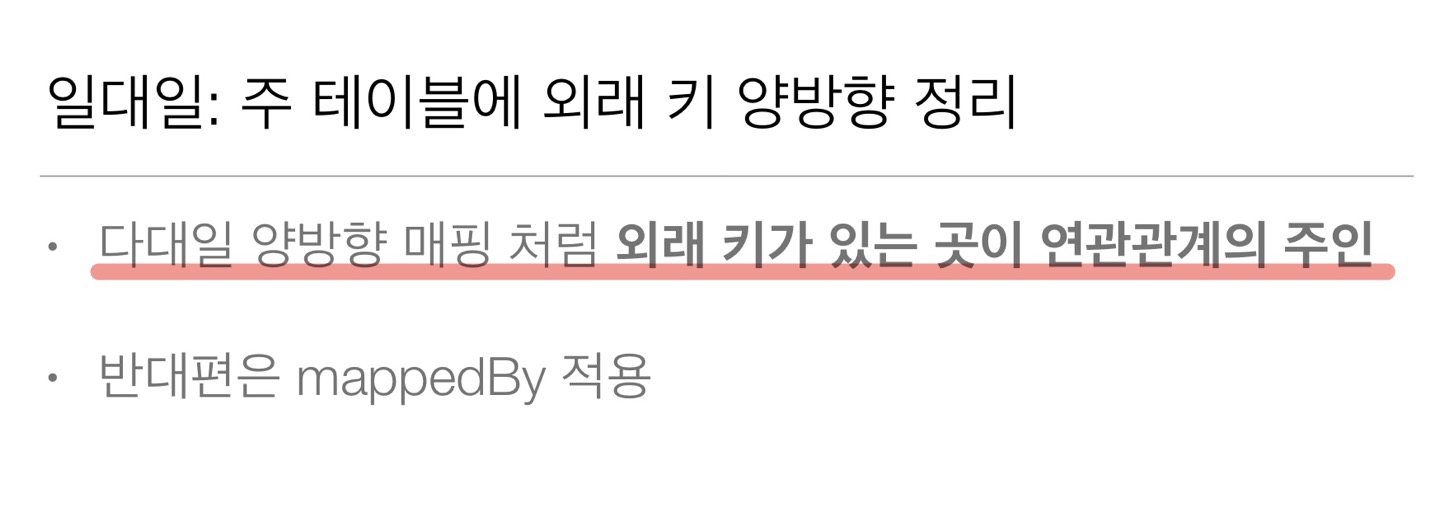 일대일: 주 테이블에 외래 키 양방향 정리
• 다대일 양방향 매핑 처럼 외래 키가 있는 곳이 연관관계의 주인
• 반대편은 mappedBy 적용